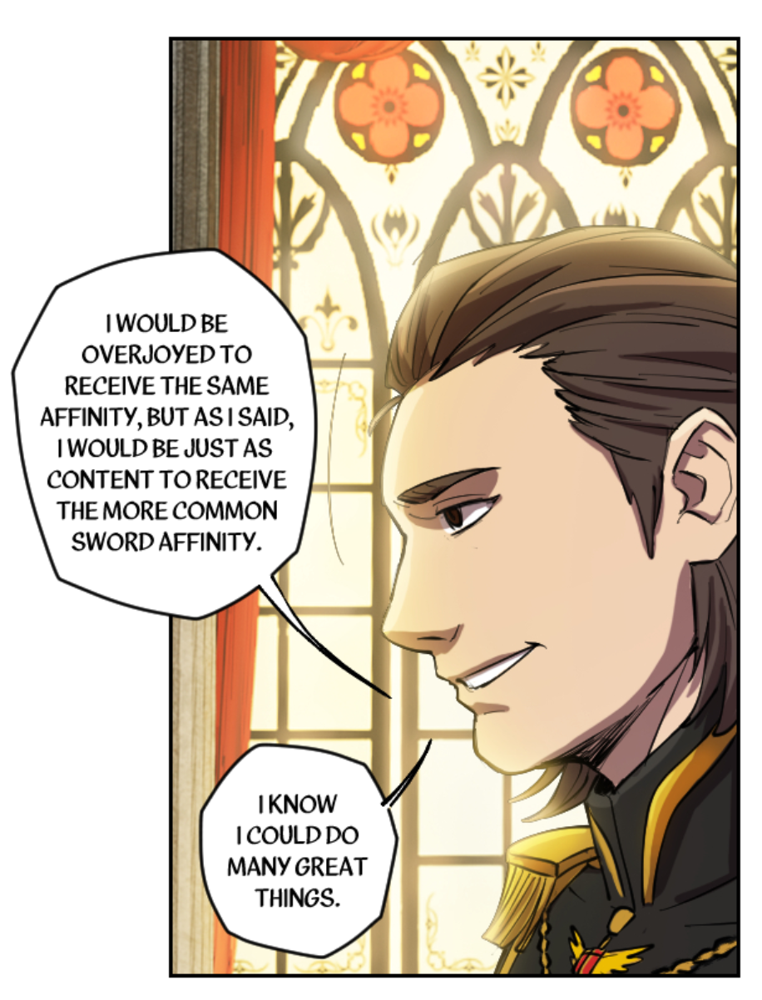 I WOULD BE
OVERJOYED TO
RECEIVE THE SAME
AFFINITY, BUT AS I SAID,
I WOULD BE JUST AS
CONTENT TO RECEIVE
THE MORE COMMON
SWORD AFFINITY.
I KNOW
I COULD DO
MANY GREAT
THINGS.